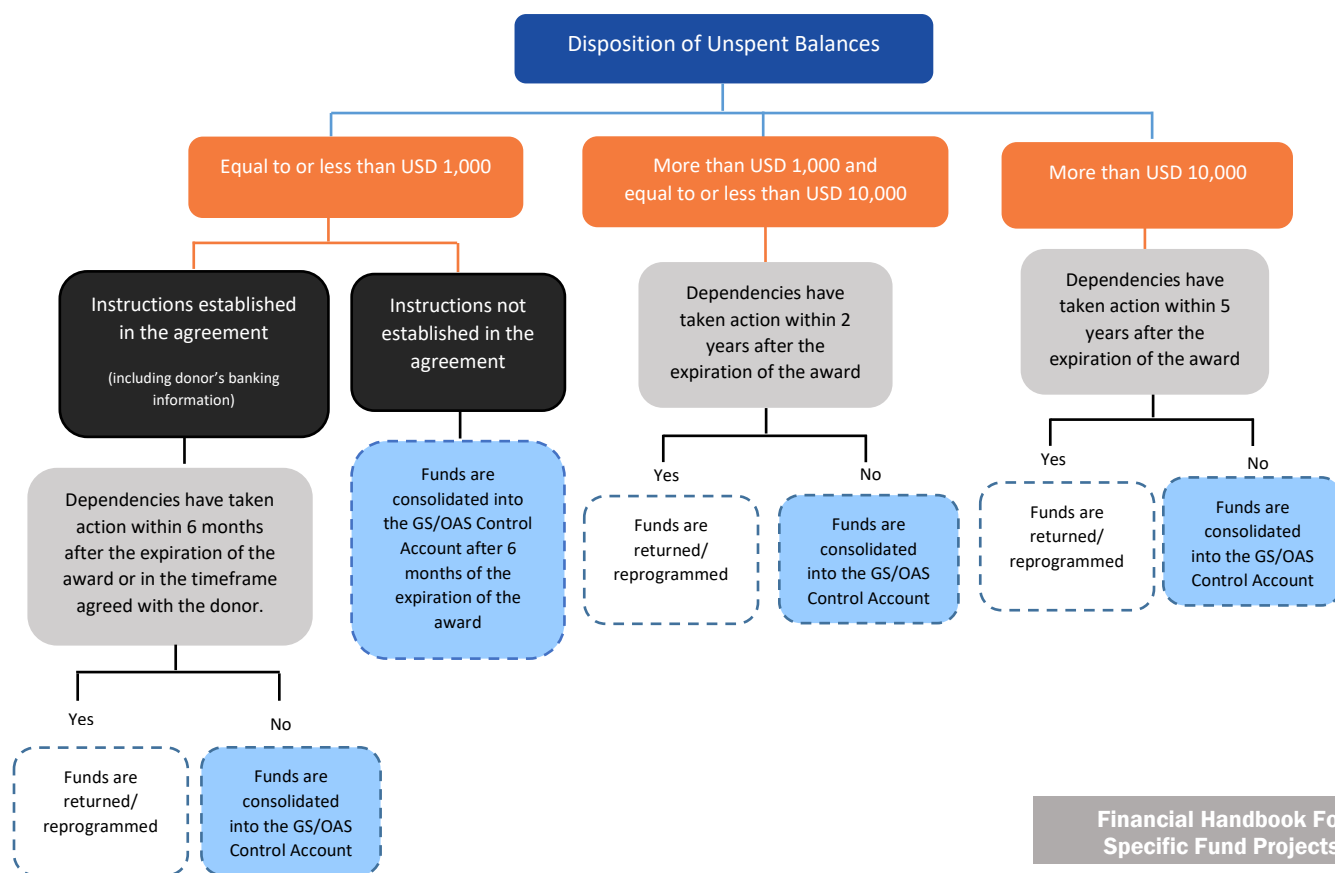 Disposition of Unspent Balances
Equal to or less than USD 1,000
More than USD 1,000 and
equal to or less than USD 10,000
More than USD 10,000
Instructions established
in the agreement
(including donor's banking
information)
Instructions not
established in the
agreement
Dependencies have
taken action within 2
years after the
expiration of the award
Dependencies have
taken action within 5
years after the
expiration of the award
Dependencies have taken
action within 6 months
after the expiration of the
award or in the timeframe
agreed with the donor.
Funds are
consolidated into
the GS/OAS Control
Account after 6
months of the
expiration of the
award
Yes
No
Funds are
returned/
reprogrammed
Funds are
consolidated
into the GS/OAS
Control Account
Yes
No
Funds are
returned/
reprogrammed
Funds are
consolidated
into the GS/OAS
Control Account
Yes
No
Funds are
returned/
reprogrammed
Funds are
consolidated
into the GS/OAS
Control Account
Financial Handbook Fo
Specific Fund Projects